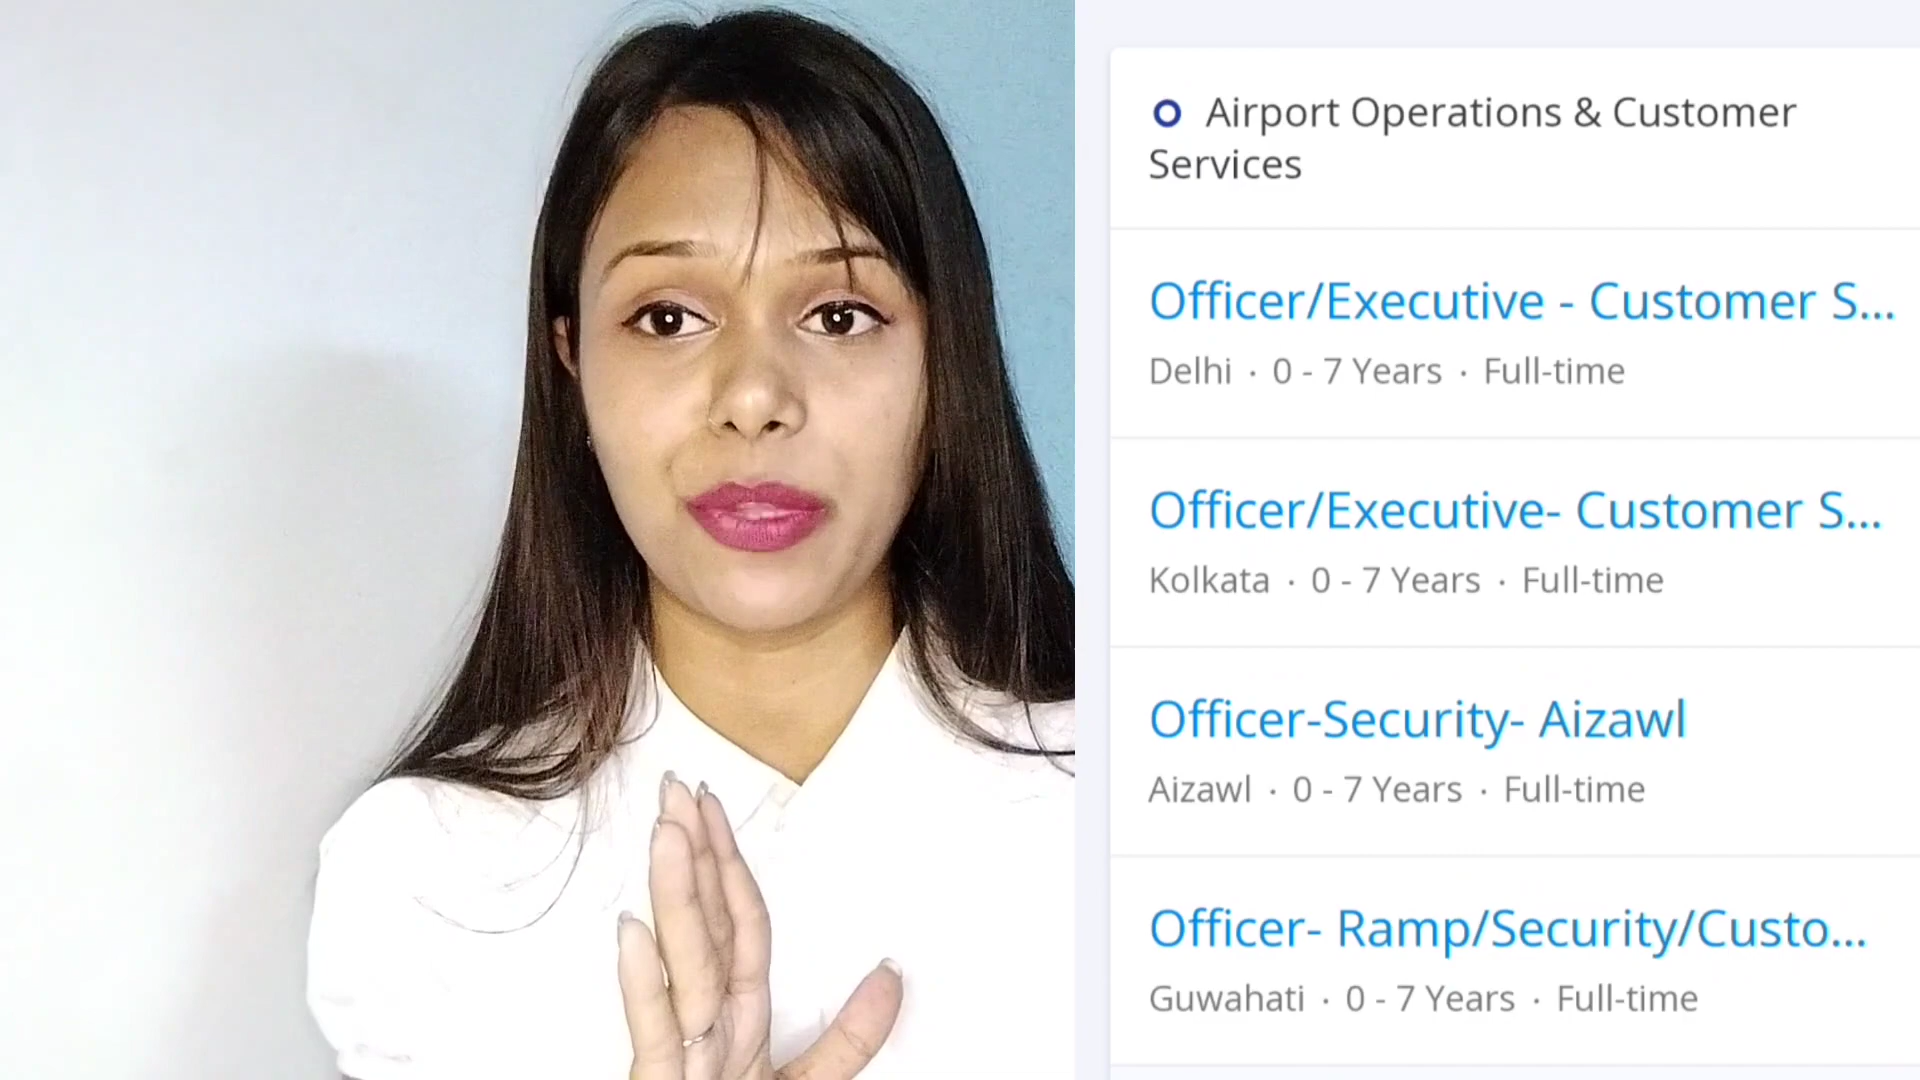 Airport Operations & Customer
Services
Officer/Executive - Customer S...
Delhi · 0 - 7 Years · Full-time
Officer/Executive- Customer S...
Kolkata · 0 - 7 Years · Full-time
Officer-Security- Aizawl
Aizawl · 0 - 7 Years · Full-time
Officer- Ramp/Security/Custo...
Guwahati · 0 - 7 Years · Full-time